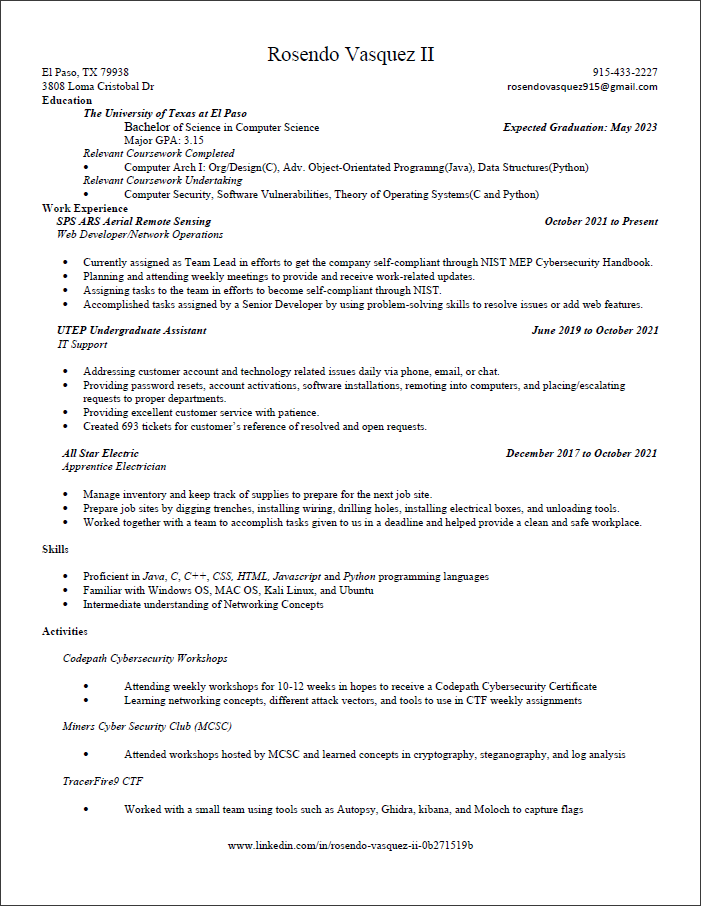 Rosendo Vasquez II
El Paso, TX 79938 915-433-2227
3808 Loma Cristobal Dr rosendovasquez915@gmail.com
Education
The University of Texas at El Paso
Bachelor of Science in Computer Science Expected Graduation: May 2023
Major GPA: 3.15
Relevant Coursework Completed
• Computer Arch I: Org/Design(C), Adv. Object-Orientated Programng(Java), Data Structures(Python)
Relevant Coursework Undertaking
• Computer Security, Software Vulnerabilities, Theory of Operating Systems(C and Python)
Work Experience
SPS ARS Aerial Remote Sensing October 2021 to Present
Web Developer/Network Operations
• Currently assigned as Team Lead in efforts to get the company self-compliant through NIST MEP Cybersecurity Handbook.
• Planning and attending weekly meetings to provide and receive work-related updates.
• Assigning tasks to the team in efforts to become self-compliant through NIST.
• Accomplished tasks assigned by a Senior Developer by using problem-solving skills to resolve issues or add web features.
UTEP Undergraduate Assistant June 2019 to October 2021
IT Support
• Addressing customer account and technology related issues daily via phone, email, or chat.
• Providing password resets, account activations, software installations, remoting into computers, and placing/escalating
requests to proper departments.
• Providing excellent customer service with patience.
• Created 693 tickets for customer's reference of resolved and open requests.
All Star Electric December 2017 to October 2021
Apprentice Electrician
• Manage inventory and keep track of supplies to prepare for the next job site.
• Prepare job sites by digging trenches, installing wiring, drilling holes, installing electrical boxes, and unloading tools.
• Worked together with a team to accomplish tasks given to us in a deadline and helped provide a clean and safe workplace.
Skills
• Proficient in Java, C, C++, CSS, HTML, Javascript and Python programming languages
• Familiar with Windows OS, MAC OS, Kali Linux, and Ubuntu
• Intermediate understanding of Networking Concepts
Activities
Codepath Cybersecurity Workshops
• Attending weekly workshops for 10-12 weeks in hopes to receive a Codepath Cybersecurity Certificate
• Learning networking concepts, different attack vectors, and tools to use in CTF weekly assignments
Miners Cyber Security Club (MCSC)
• Attended workshops hosted by MCSC and learned concepts in cryptography, steganography, and log analysis
TracerFire9 CTF
• Worked with a small team using tools such as Autopsy, Ghidra, kibana, and Moloch to capture flags
www.linkedin.com/in/rosendo-vasquez-ii-0b271519b